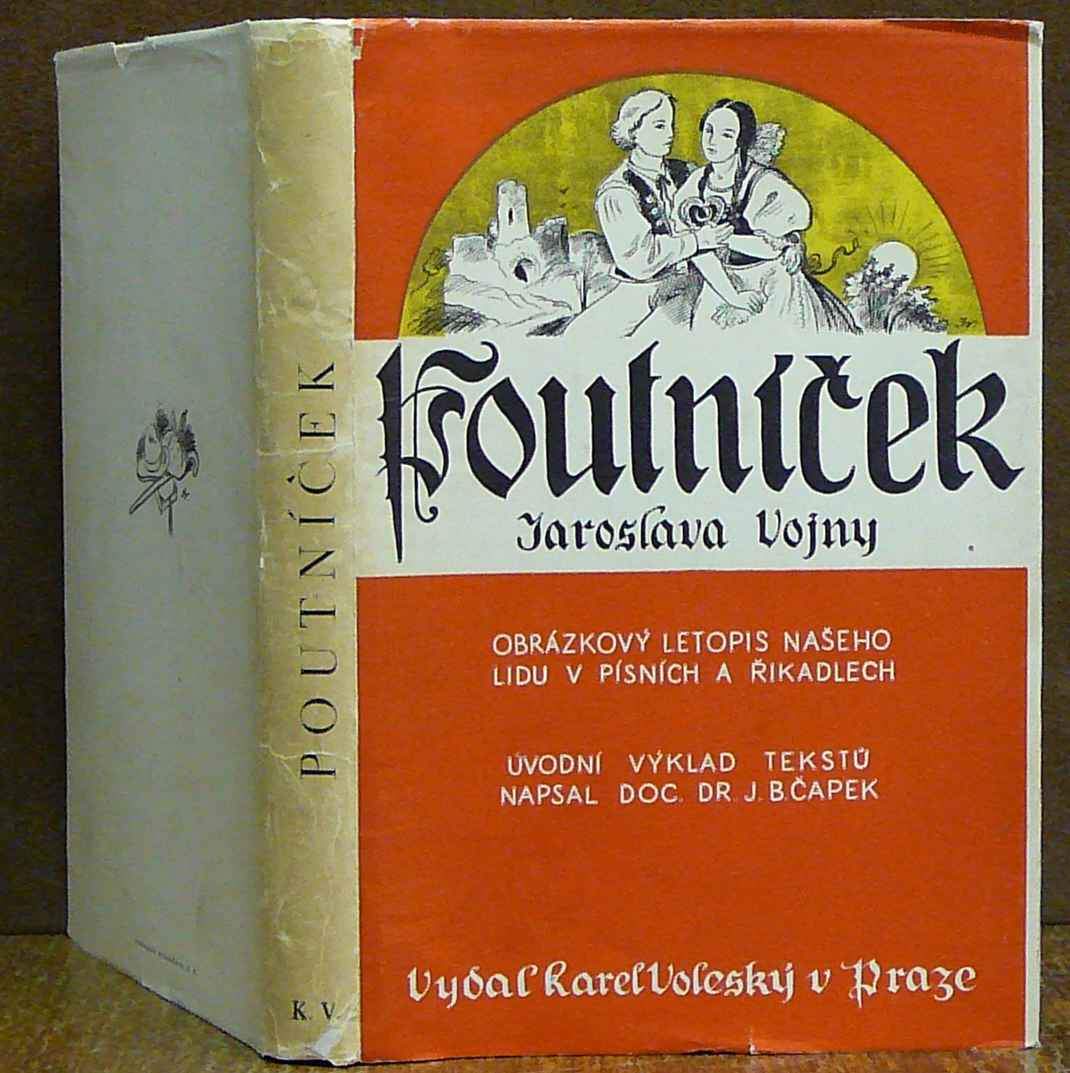 POUTNÍČEK
K. V.
Poutníček
Jaroslava Vojny
OBRÁZKOVÝ LETOPIS NAŠEHO
LIDU V PÍSNÍCH A ŘIKADLECH
ÚVODNÍ VÝKLAD TEKSTŮ
NAPSAL DOC. DR. J. B. ČAPEK
Vydal Karel Voleský v Praze